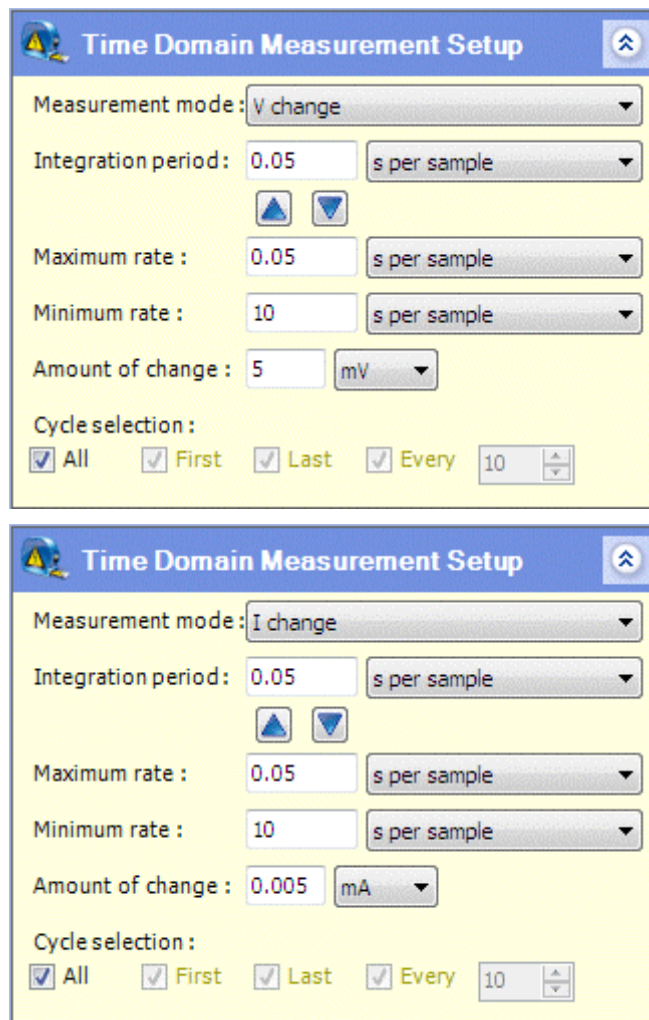 Time Domain Measurement Setup
Measurement mode : V change
Integration period : 0.05 s per sample
Maximum rate : 0.05 s per sample
Minimum rate : 10 s per sample
Amount of change : 5 mV
Cycle selection :
All First Last Every 10
Time Domain Measurement Setup
Measurement mode : I change
Integration period : 0.05 s per sample
Maximum rate : 0.05 s per sample
Minimum rate : 10 s per sample
Amount of change : 0.005 mA
Cycle selection :
All First Last Every 10